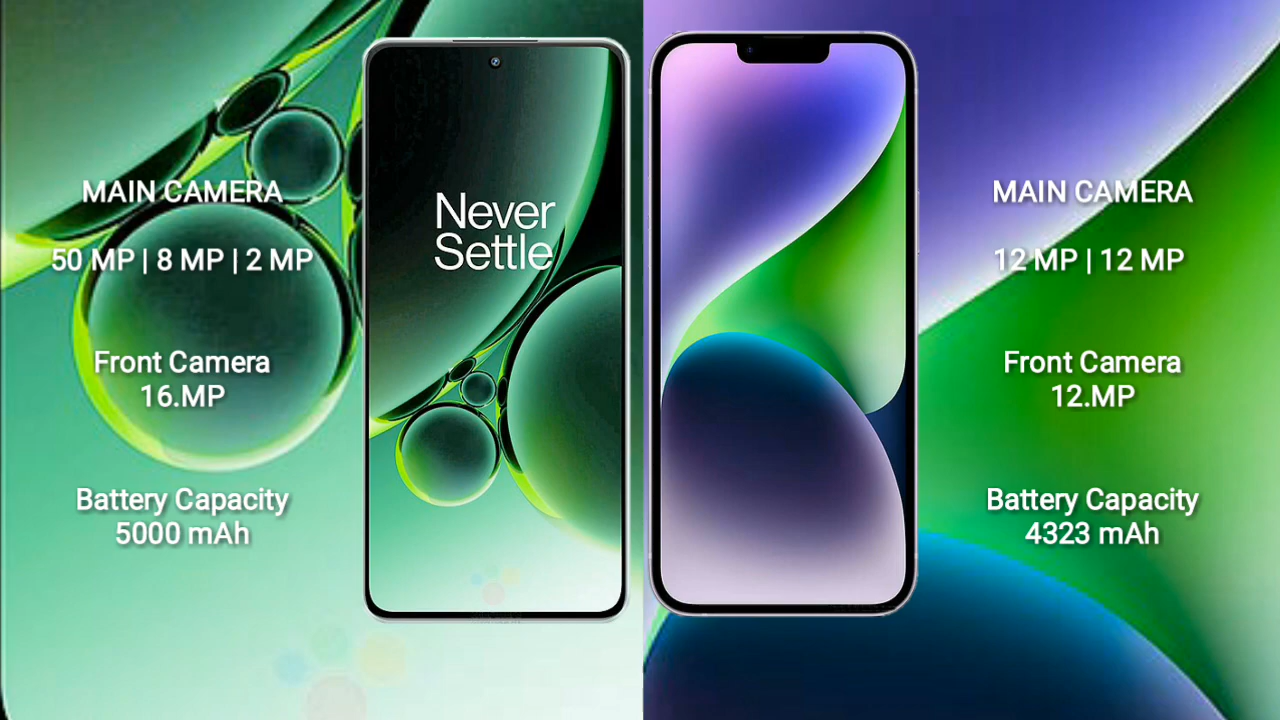 MAIN CAMERA
50 MP | 8 MP | 2 MP
Front Camera
16.MP
Battery Capacity
5000 mAh
Never
Settle
MAIN CAMERA
12 MP | 12 MP
Front Camera
12.MP
Battery Capacity
4323 mAh